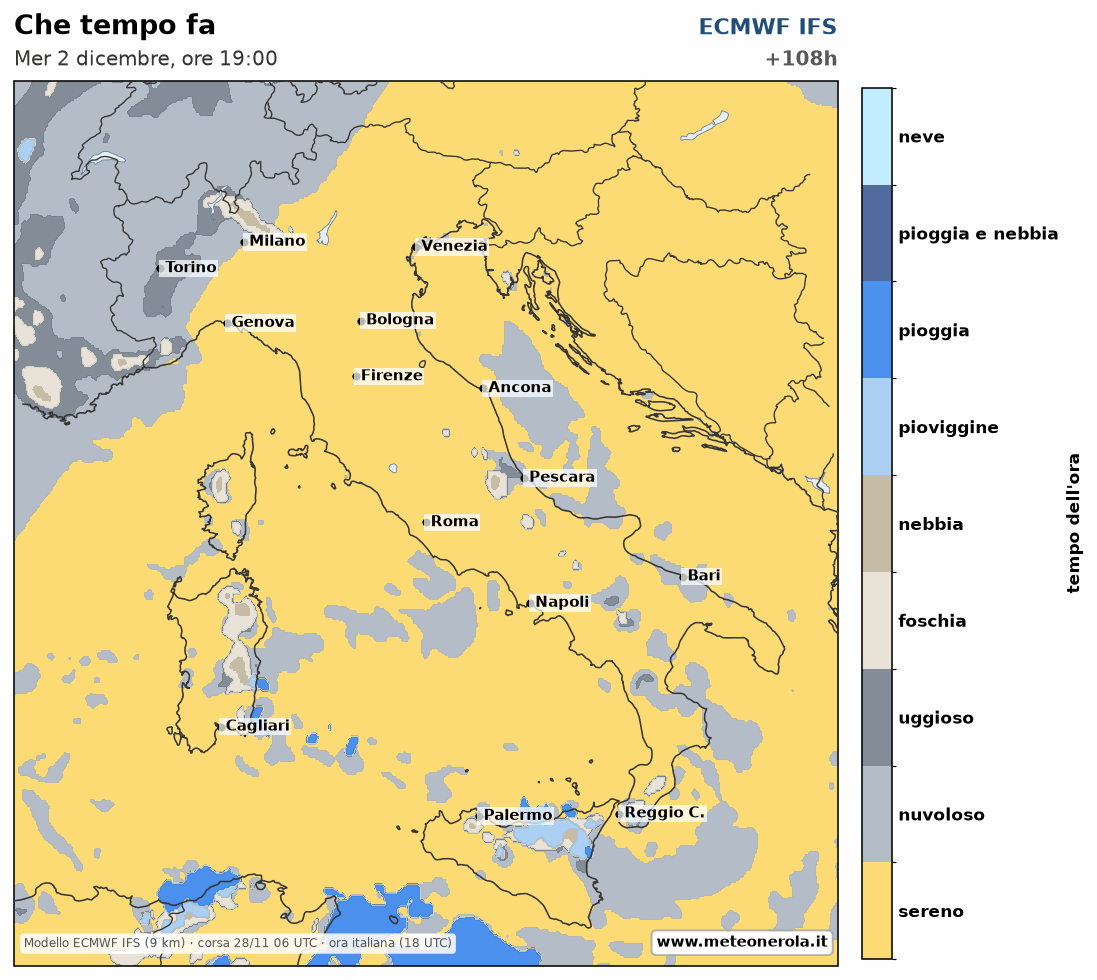 Che tempo fa
ECMWF IFS
Mer 2 dicembre, ore 19:00
+108h
Milano
Venezia
Torino
Genova
Bologna
Firenze
Ancona
Pescara
Roma
Bari
Napoli
Cagliari
Palermo
Reggio C.
neve
pioggia e nebbia
pioggia
pioviggine
nebbia
foschia
uggioso
nuvoloso
sereno
tempo dell'ora
Modello ECMWF IFS (9 km) · corsa 28/11 06 UTC · ora italiana (18 UTC)
www.meteonerola.it